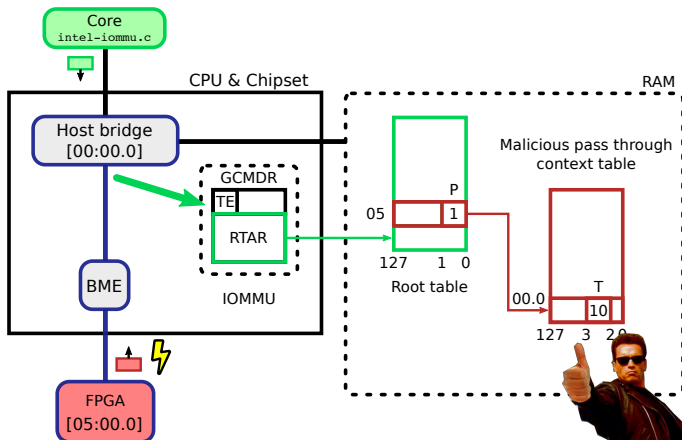 Core
intel-iommu.c
CPU & Chipset
RAM
Host bridge
[00:00.0]
Malicious pass through
context table
GCMDR
TE
RTAR
IOMMU
BME
P
05
1
127 1 0
Root table
T
00.0
10
127 3 2 0
FPGA
[05:00.0]